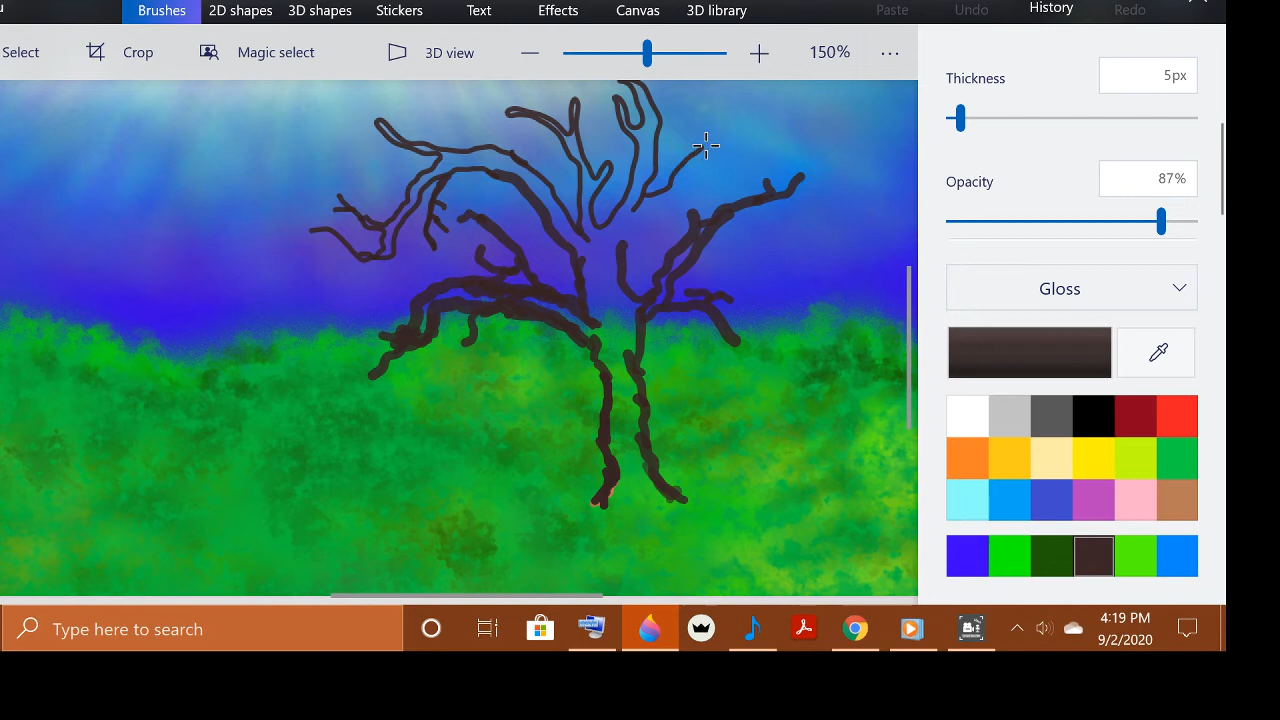 Brushes 2D shapes 3D shapes Stickers Text Effects Canvas 3D library Paste Undo History Redo
Select Crop Magic select 3D view 150%
Thickness 5px
Opacity 87%
Gloss
Type here to search
4:19 PM
9/2/2020